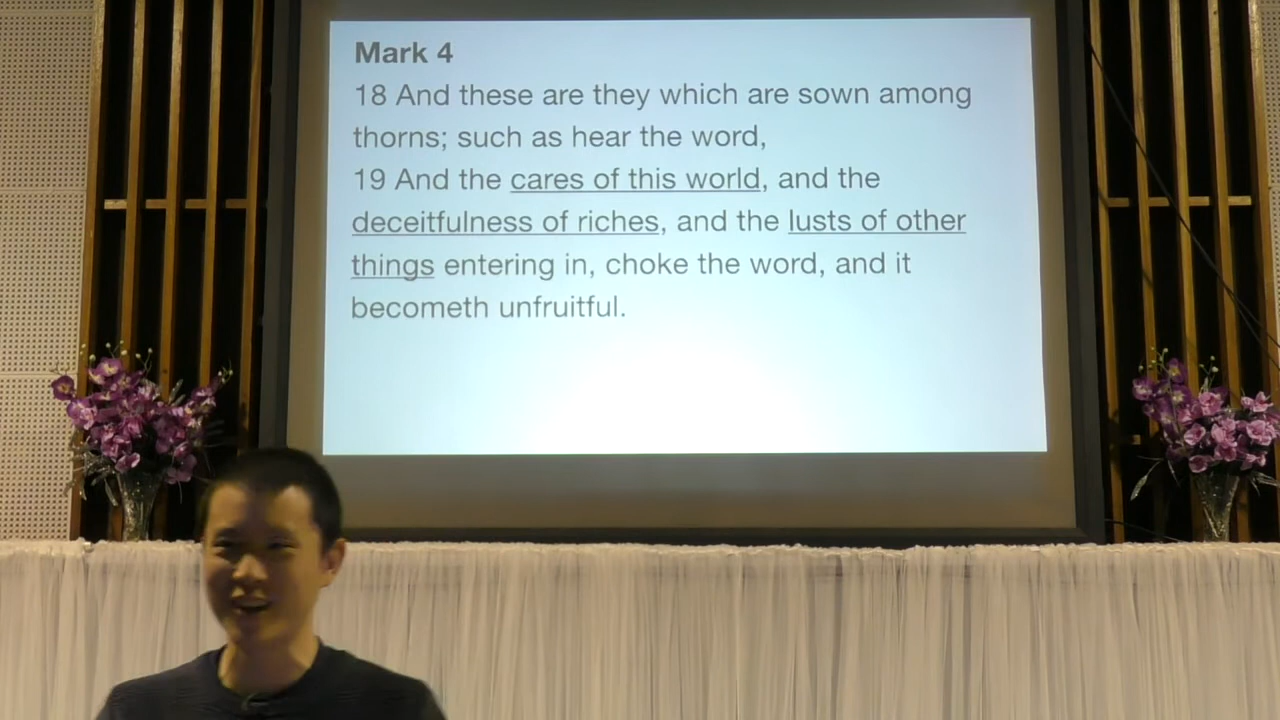 Mark 4
18 And these are they which are sown among
thorns; such as hear the word,
19 And the cares of this world, and the
deceitfulness of riches, and the lusts of other
things entering in, choke the word, and it
becometh unfruitful.